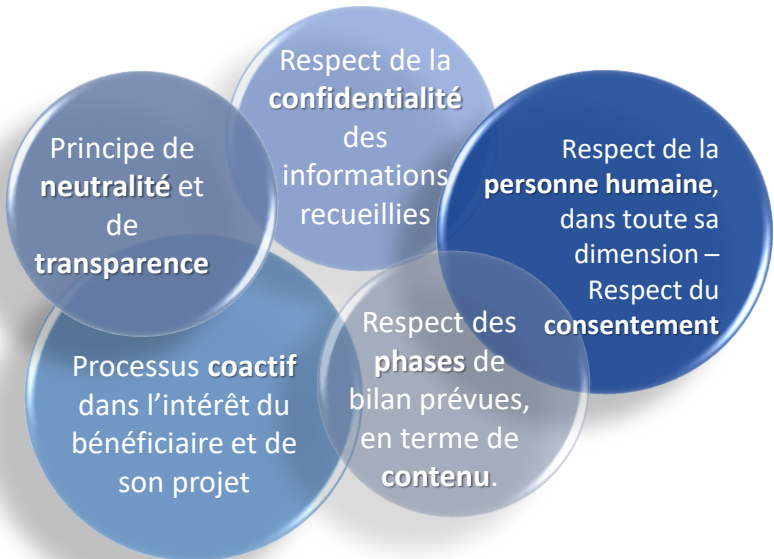 Respect de la
confidentialité
des
informations
recueillies
Principe de
neutralité et
de
transparence
Respect de la
personne humaine,
dans toute sa
dimension –
Respect du
consentement
Processus coactif
dans l’intérêt du
bénéficiaire et de
son projet
Respect des
phases de
bilan prévues,
en terme de
contenu.